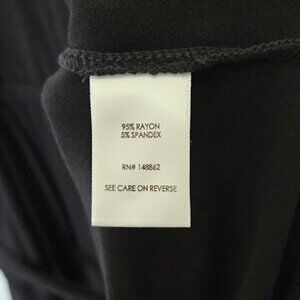 95% RAYON
5% SPANDEX
RN# 148862
SEE CARE ON REVERSE